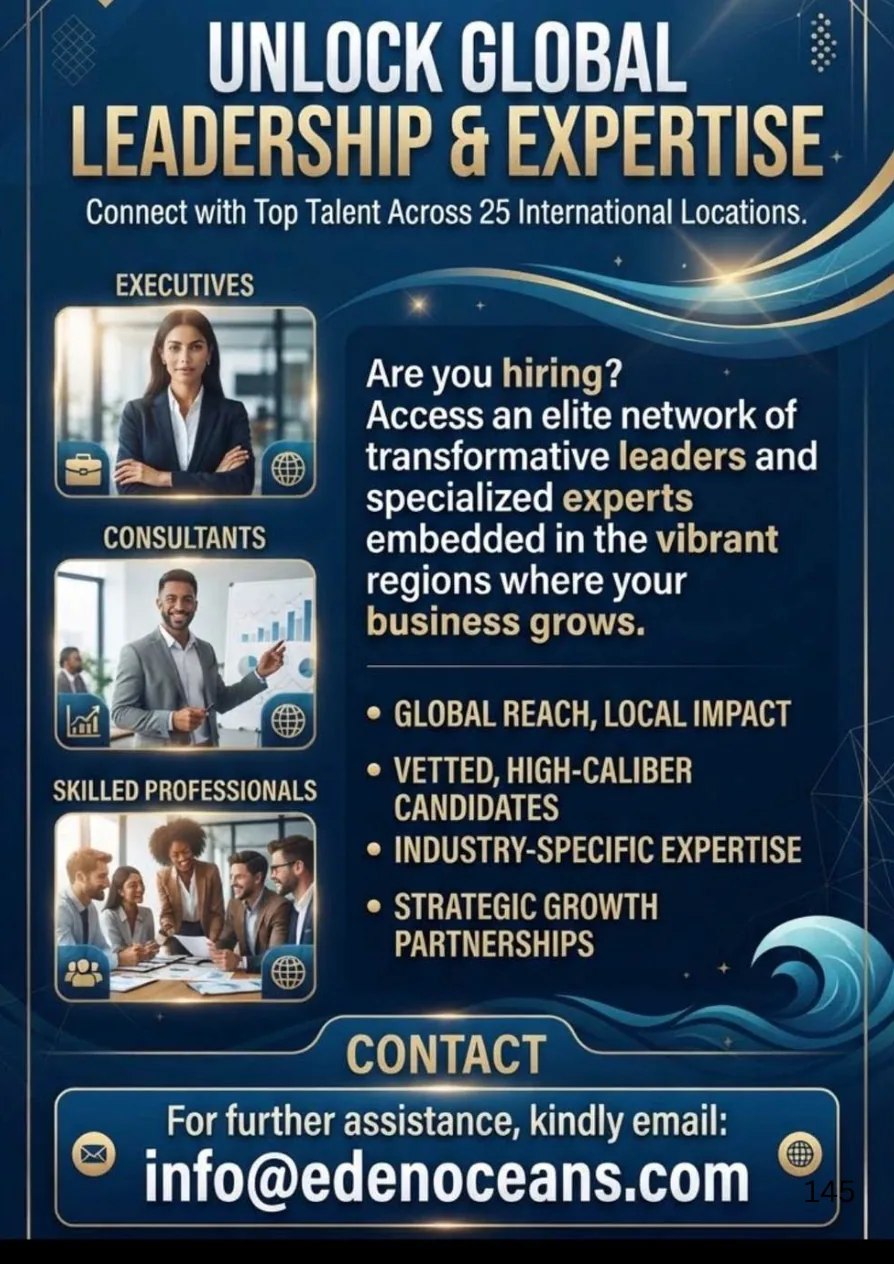 UNLOCK GLOBAL
LEADERSHIP & EXPERTISE
Connect with Top Talent Across 25 International Locations.
EXECUTIVES
CONSULTANTS
SKILLED PROFESSIONALS
Are you hiring?
Access an elite network of
transformative leaders and
specialized experts
embedded in the vibrant
regions where your
business grows.
• GLOBAL REACH, LOCAL IMPACT
• VETTED, HIGH-CALIBER
CANDIDATES
• INDUSTRY-SPECIFIC EXPERTISE
• STRATEGIC GROWTH
PARTNERSHIPS
CONTACT
For further assistance, kindly email:
info@edenoceans.com
145